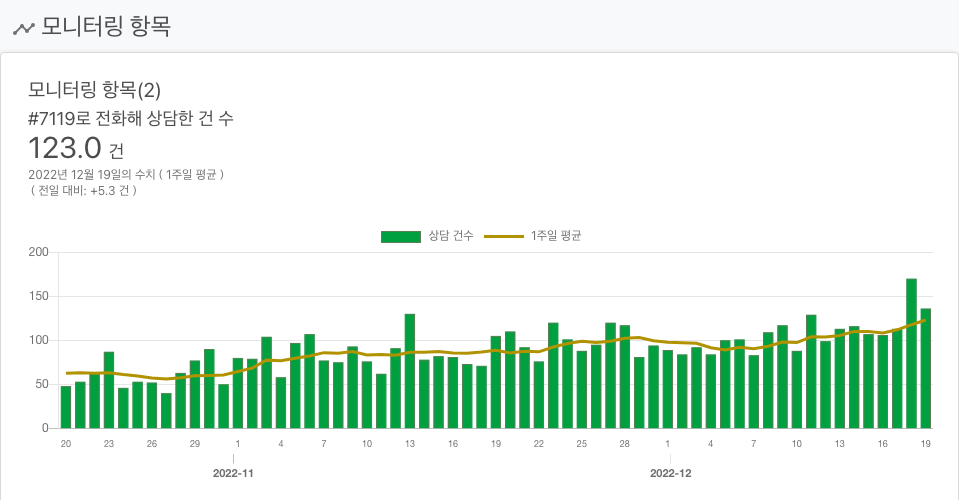 모니터링 항목
모니터링 항목(2)
#7119로 전화해 상담한 건 수
123.0 건
2022년 12월 19일의 수치 ( 1주일 평균 )
( 전일 대비: +5.3 건 )
상담 건수 1주일 평균
200
150
100
50
0
20 23 26 29 1 4 7 10 13 16 19 22 25 28 1 4 7 10 13 16 19
2022-11 2022-12